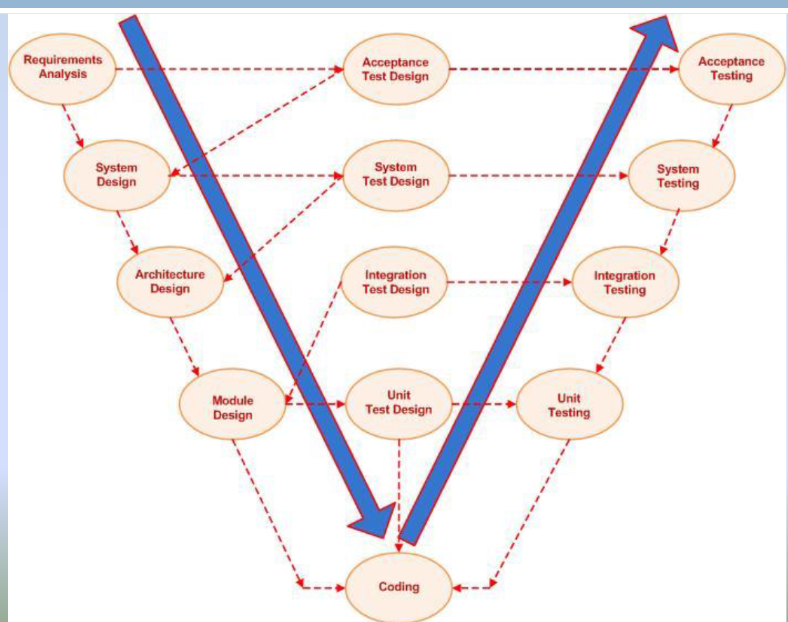 Requirements
Analysis
Acceptance
Test Design
Acceptance
Testing
System
Design
System
Test Design
System
Testing
Architecture
Design
Integration
Test Design
Integration
Testing
Module
Design
Unit
Test Design
Unit
Testing
Coding